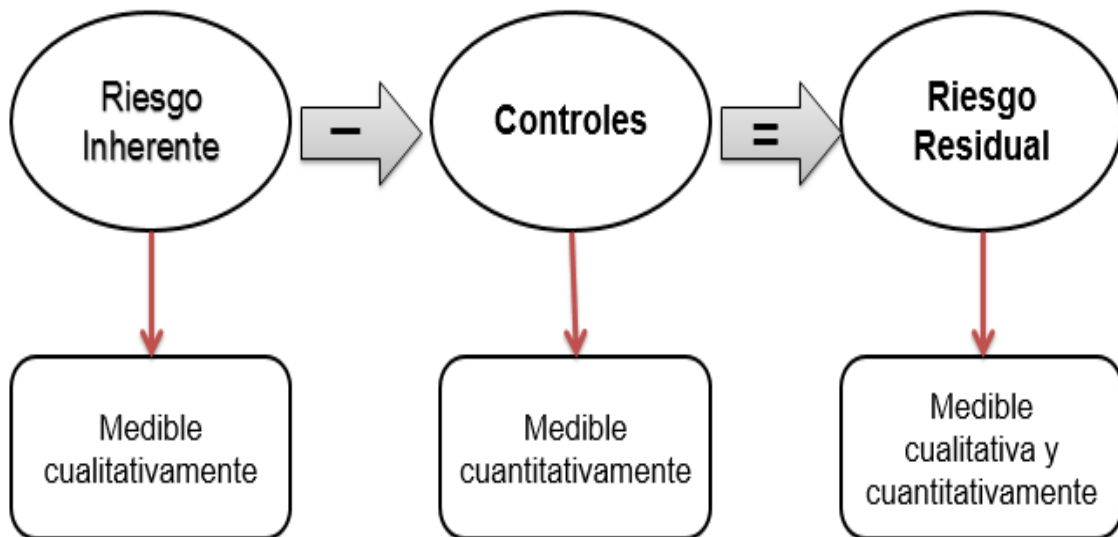 Riesgo
Inherente
–
Controles
=
Riesgo
Residual
Medible
cualitativamente
Medible
cuantitativamente
Medible
cualitativa y
cuantitativamente